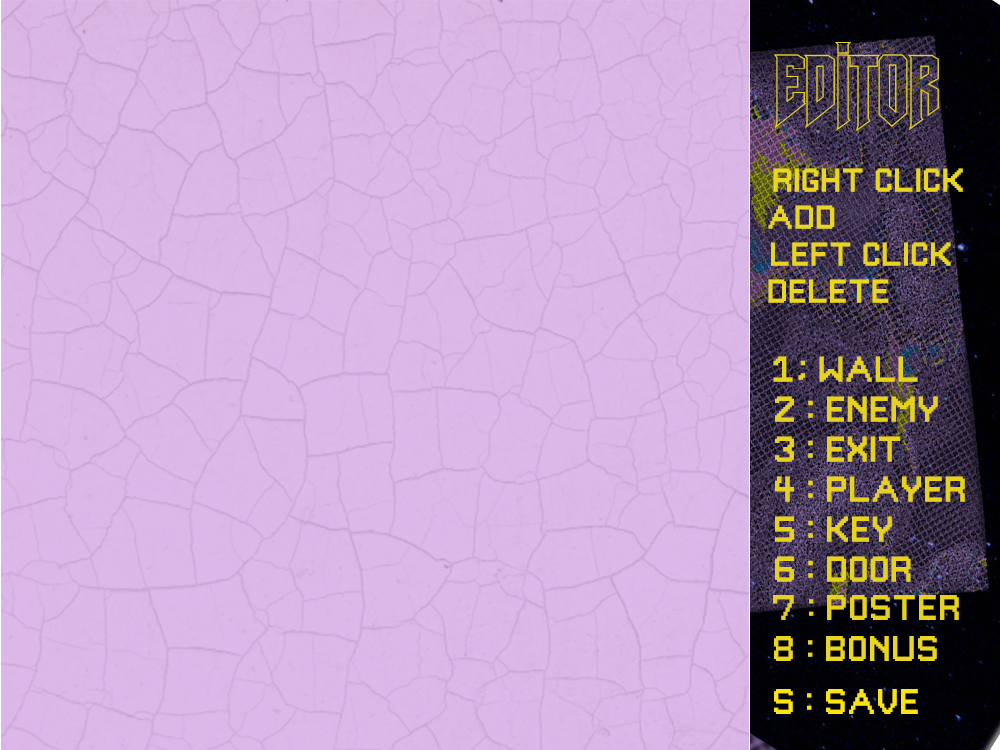 EDiTOR
RIGHT CLICK
ADD
LEFT CLICK
DELETE
1; WALL
2 : ENEMY
3 : EXIT
4 : PLAYER
5 : KEY
6 : DOOR
7 : POSTER
8 : BONUS
S : SAVE